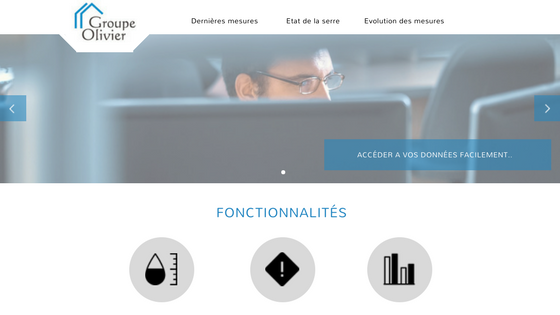 Groupe
Olivier
Dernières mesures
Etat de la serre
Evolution des mesures
ACCÉDER A VOS DONNÉES FACILEMENT..
FONCTIONNALITÉS
!